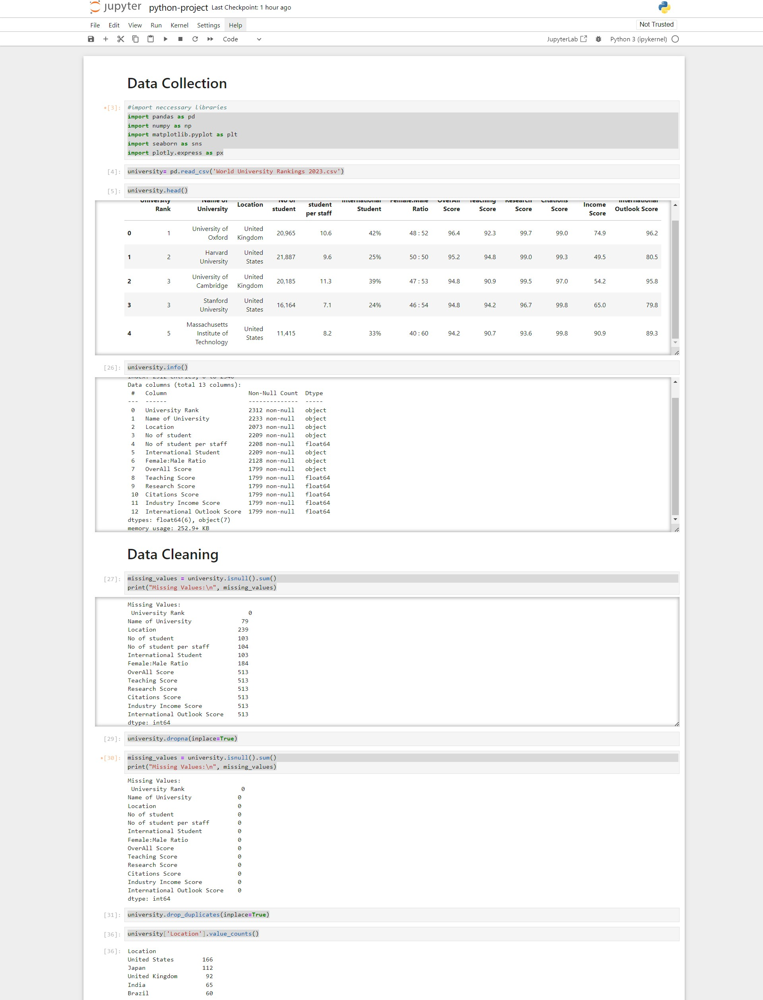 jupyter python-project Last Checkpoint: 1 hour ago
File Edit View Run Kernel Settings Help Not Trusted
Code JupyterLab Python 3 (ipykernel)
Data Collection
[3]: #import neccessary libraries
import pandas as pd
import numpy as np
import matplotlib.pyplot as plt
import seaborn as sns
import plotly.express as px
[4]: university= pd.read_csv('World University Rankings 2023.csv')
[5]: university.head()
University Name of No of student International Female:Male OverAll Teaching Research Citations Income International
Rank University Location student per staff Student Ratio Score Score Score Score Score Outlook Score
0 1 University of Oxford United Kingdom 20,965 10.6 42% 48 : 52 96.4 92.3 99.7 99.0 74.9 96.2
1 2 Harvard University United States 21,887 9.6 25% 50 : 50 95.2 94.8 99.0 99.3 49.5 80.5
2 3 University of Cambridge United Kingdom 20,185 11.3 39% 47 : 53 94.8 90.9 99.5 97.0 54.2 95.8
3 3 Stanford University United States 16,164 7.1 24% 46 : 54 94.8 94.2 96.7 99.8 65.0 79.8
4 5 Massachusetts Institute of Technology United States 11,415 8.2 33% 40 : 60 94.2 90.7 93.6 99.8 90.9 89.3
[26]: university.info()
Data columns (total 13 columns):
# Column Non-Null Count Dtype
--- ------ -------------- -----
0 University Rank 2312 non-null object
1 Name of University 2233 non-null object
2 Location 2073 non-null object
3 No of student 2209 non-null object
4 No of student per staff 2208 non-null float64
5 International Student 2209 non-null object
6 Female:Male Ratio 2128 non-null object
7 OverAll Score 1799 non-null object
8 Teaching Score 1799 non-null float64
9 Research Score 1799 non-null float64
10 Citations Score 1799 non-null float64
11 Industry Income Score 1799 non-null float64
12 International Outlook Score 1799 non-null float64
dtypes: float64(6), object(7)
memory usage: 252.9+ KB
Data Cleaning
[27]: missing_values = university.isnull().sum()
print("Missing Values:\n", missing_values)
Missing Values:
University Rank 0
Name of University 79
Location 239
No of student 103
No of student per staff 104
International Student 103
Female:Male Ratio 184
OverAll Score 513
Teaching Score 513
Research Score 513
Citations Score 513
Industry Income Score 513
International Outlook Score 513
dtype: int64
[29]: university.dropna(inplace=True)
[30]: missing_values = university.isnull().sum()
print("Missing Values:\n", missing_values)
Missing Values:
University Rank 0
Name of University 0
Location 0
No of student 0
No of student per staff 0
International Student 0
Female:Male Ratio 0
OverAll Score 0
Teaching Score 0
Research Score 0
Citations Score 0
Industry Income Score 0
International Outlook Score 0
dtype: int64
[31]: university.drop_duplicates(inplace=True)
[36]: university['Location'].value_counts()
[36]: Location
United States 166
Japan 112
United Kingdom 92
India 65
Brazil 60